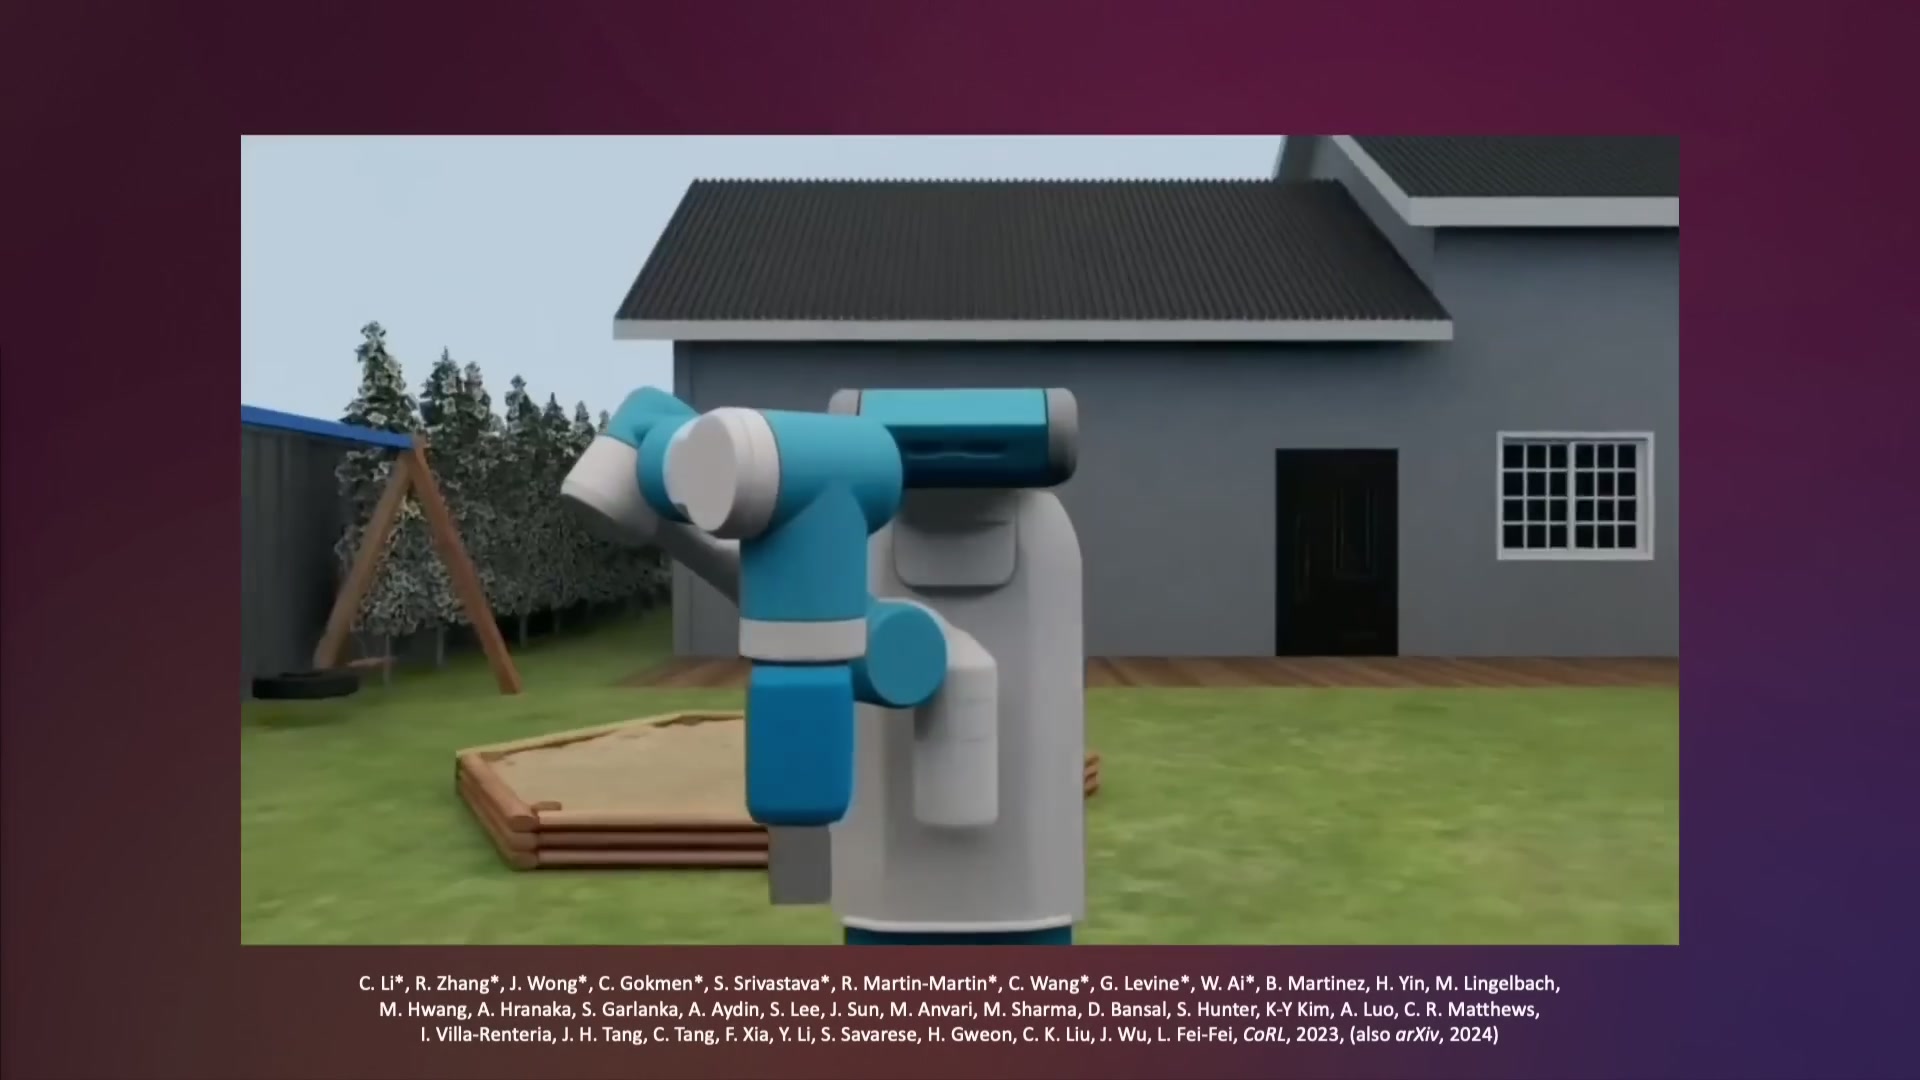 C. Li*, R. Zhang*, J. Wong*, C. Gokmen*, S. Srivastava*, R. Martin-Martin*, C. Wang*, G. Levine*, W. Ai*, B. Martinez, H. Yin, M. Lingelbach,
M. Hwang, A. Hranaka, S. Garlanka, A. Aydin, S. Lee, J. Sun, M. Anvari, M. Sharma, D. Bansal, S. Hunter, K-Y Kim, A. Luo, C. R. Matthews,
I. Villa-Renteria, J. H. Tang, C. Tang, F. Xia, Y. Li, S. Savarese, H. Gweon, C. K. Liu, J. Wu, L. Fei-Fei, CoRL, 2023, (also arXiv, 2024)